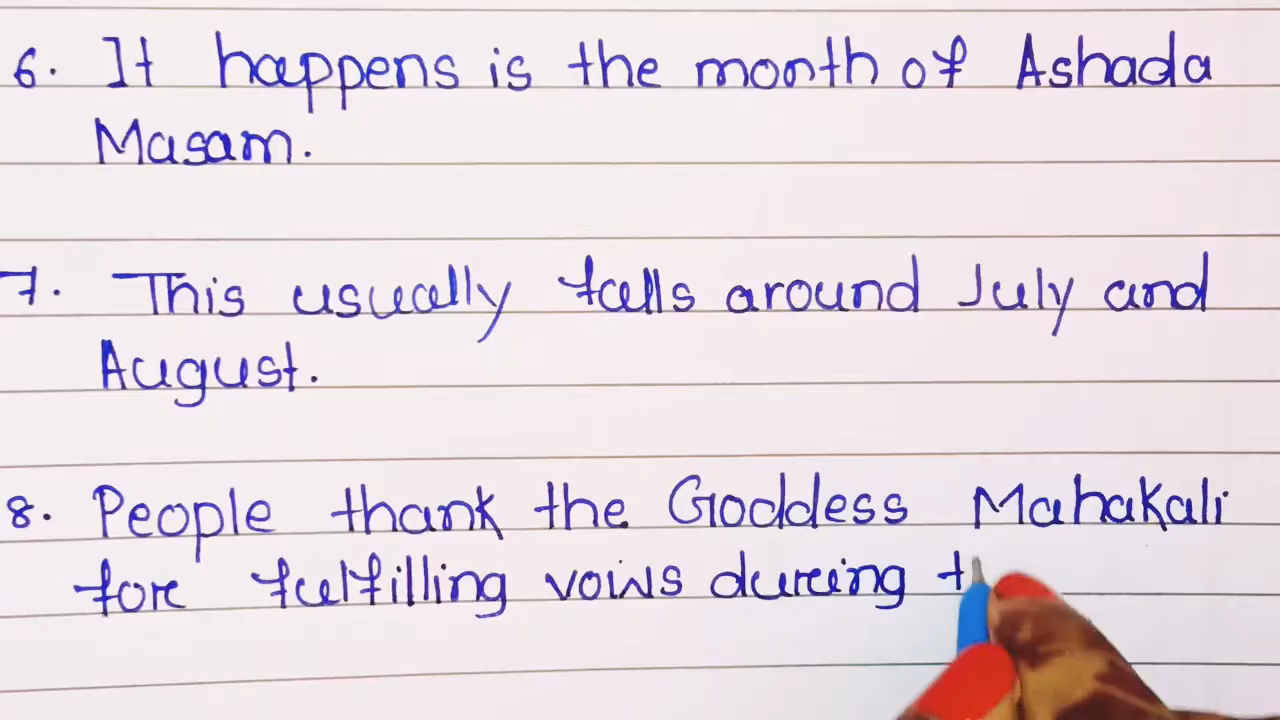 6. It happens is the month of Ashada
Masam.
7. This usually falls around July and
August.
8. People thank the Goddess Mahakali
for fulfilling vows during t